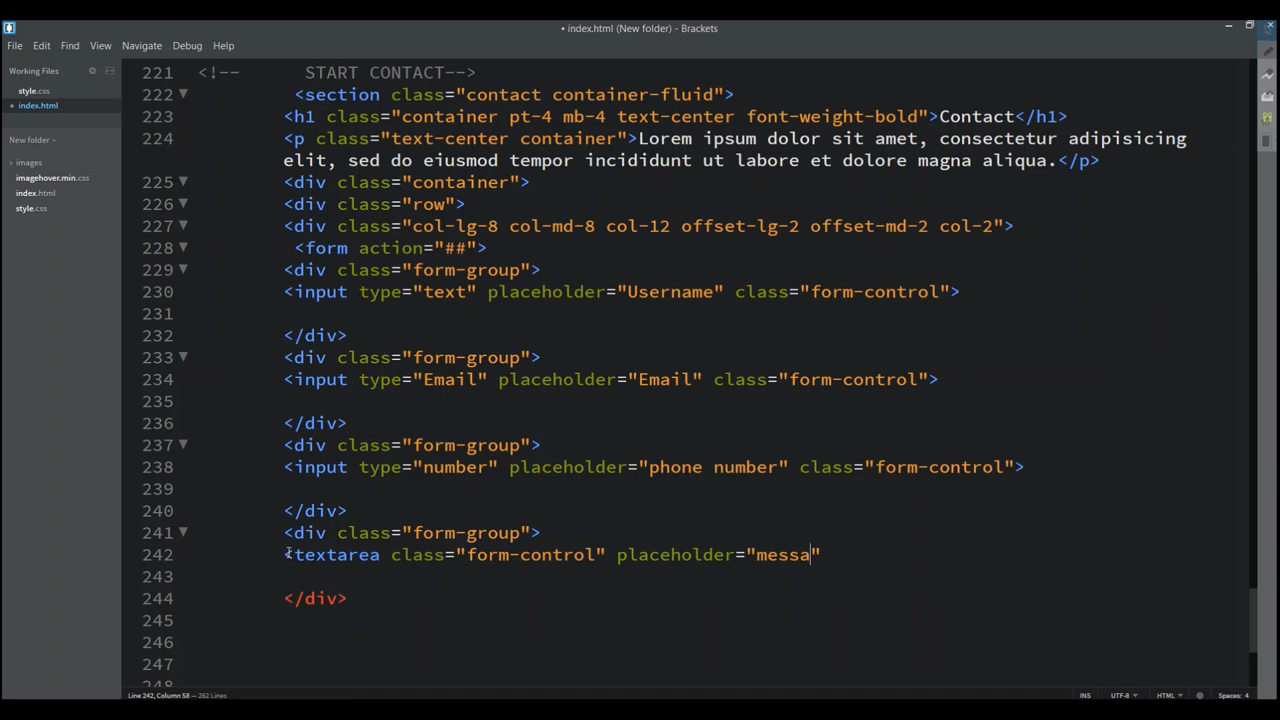 • index.html (New folder) - Brackets
File Edit Find View Navigate Debug Help
Working Files
style.css
• index.html
New folder
images
imagehover.min.css
index.html
style.css
221 <!-- START CONTACT-->
222 <section class="contact container-fluid">
223 <h1 class="container pt-4 mb-4 text-center font-weight-bold">Contact</h1>
224 <p class="text-center container">Lorem ipsum dolor sit amet, consectetur adipisicing
elit, sed do eiusmod tempor incididunt ut labore et dolore magna aliqua.</p>
225 <div class="container">
226 <div class="row">
227 <div class="col-lg-8 col-md-8 col-12 offset-lg-2 offset-md-2 col-2">
228 <form action="##">
229 <div class="form-group">
230 <input type="text" placeholder="Username" class="form-control">
231
232 </div>
233 <div class="form-group">
234 <input type="Email" placeholder="Email" class="form-control">
235
236 </div>
237 <div class="form-group">
238 <input type="number" placeholder="phone number" class="form-control">
239
240 </div>
241 <div class="form-group">
242 <textarea class="form-control" placeholder="messa"
243
244 </div>
245
246
247
248
Line 242, Column 58 — 262 Lines
INS UTF-8 HTML Spaces: 4